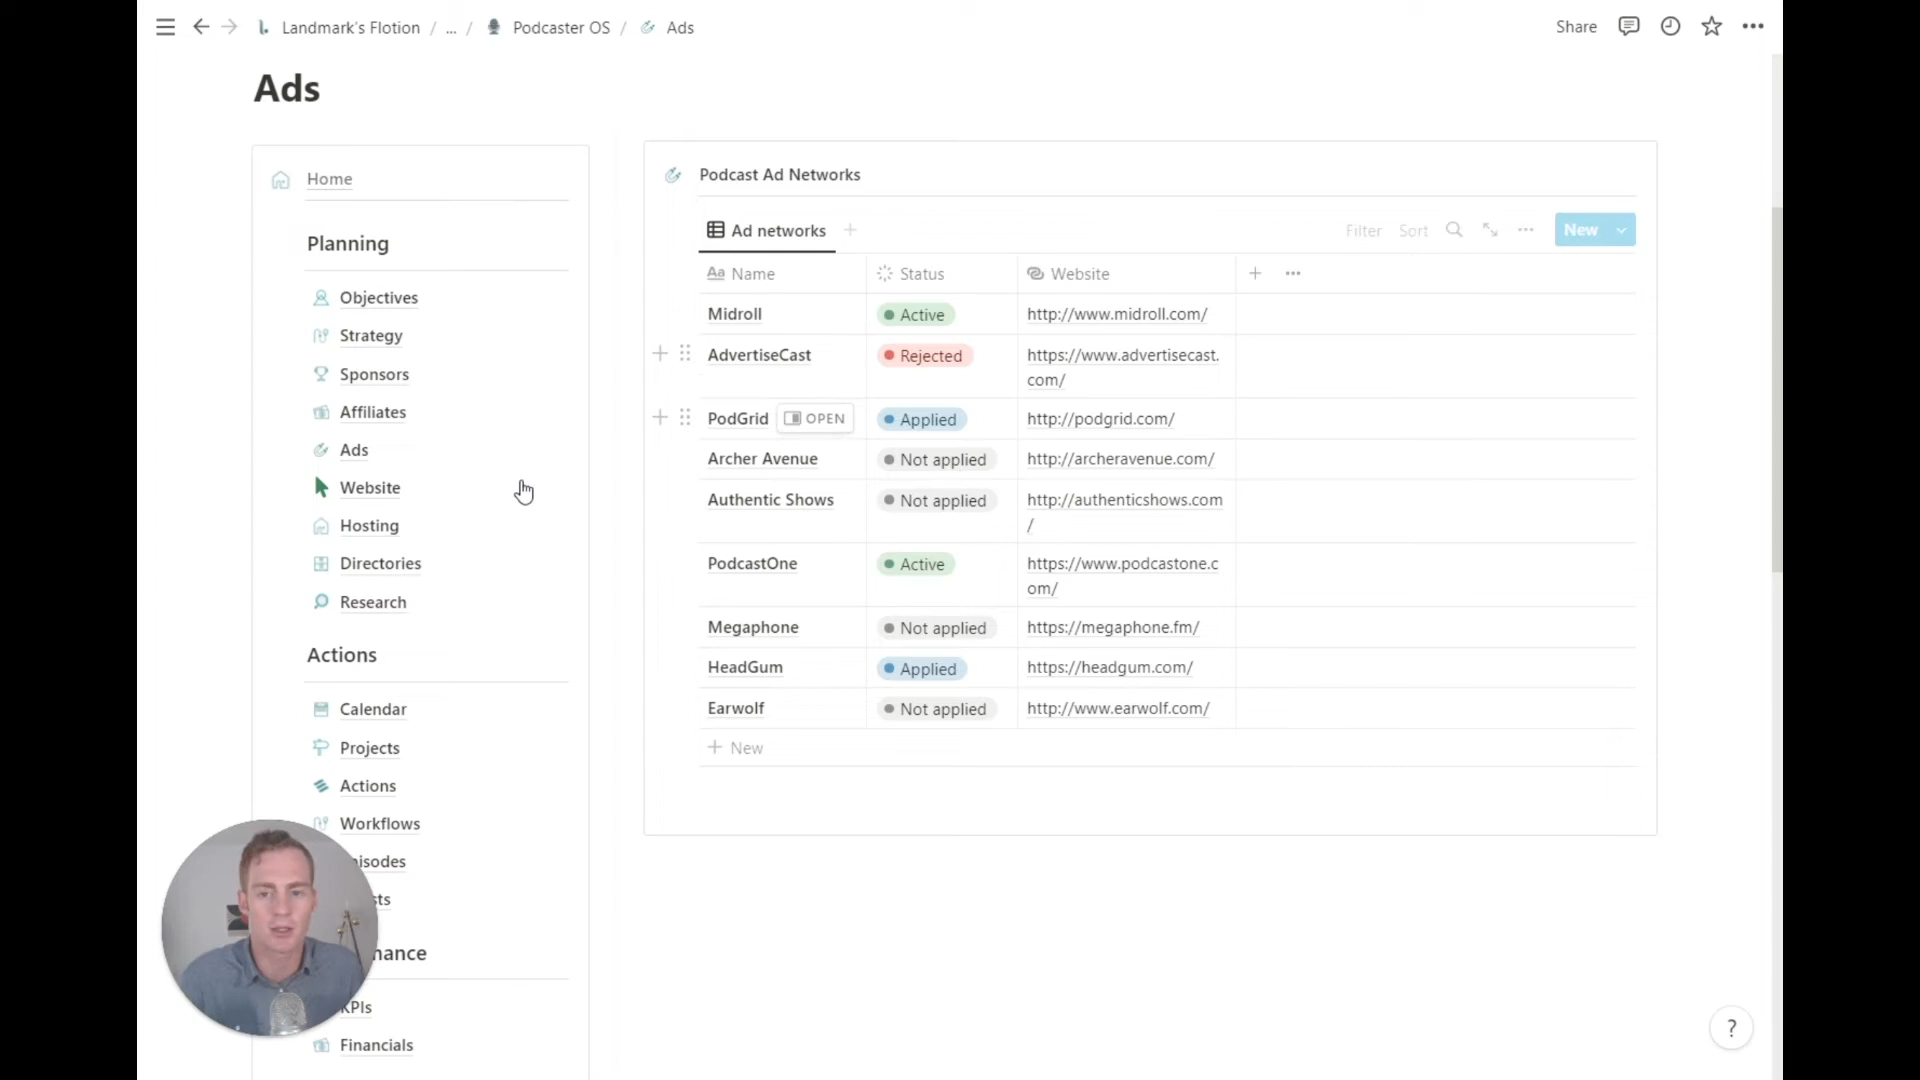 Landmark's Flotion / ... / Podcaster OS / Ads
Share
Ads
Home
Planning
Objectives
Strategy
Sponsors
Affiliates
Ads
Website
Hosting
Directories
Research
Actions
Calendar
Projects
Actions
Workflows
isodes
sts
nance
KPIs
Financials
Podcast Ad Networks
Ad networks
Filter Sort New
Aa Name Status Website
Midroll Active http://www.midroll.com/
AdvertiseCast Rejected https://www.advertisecast.
com/
PodGrid OPEN Applied http://podgrid.com/
Archer Avenue Not applied http://archeravenue.com/
Authentic Shows Not applied http://authenticshows.com
/
PodcastOne Active https://www.podcastone.c
om/
Megaphone Not applied https://megaphone.fm/
HeadGum Applied https://headgum.com/
Earwolf Not applied http://www.earwolf.com/
+ New
?